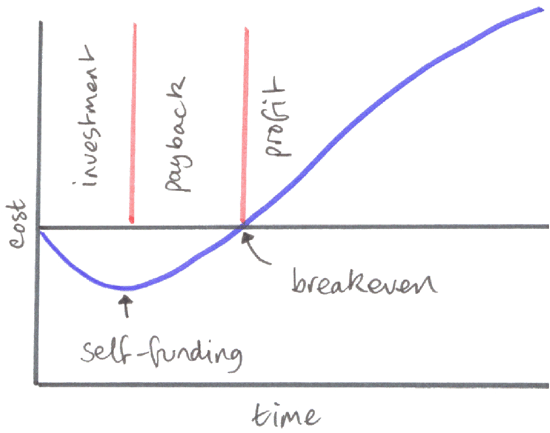 investment
payback
profit
cost
breakeven
self-funding
time